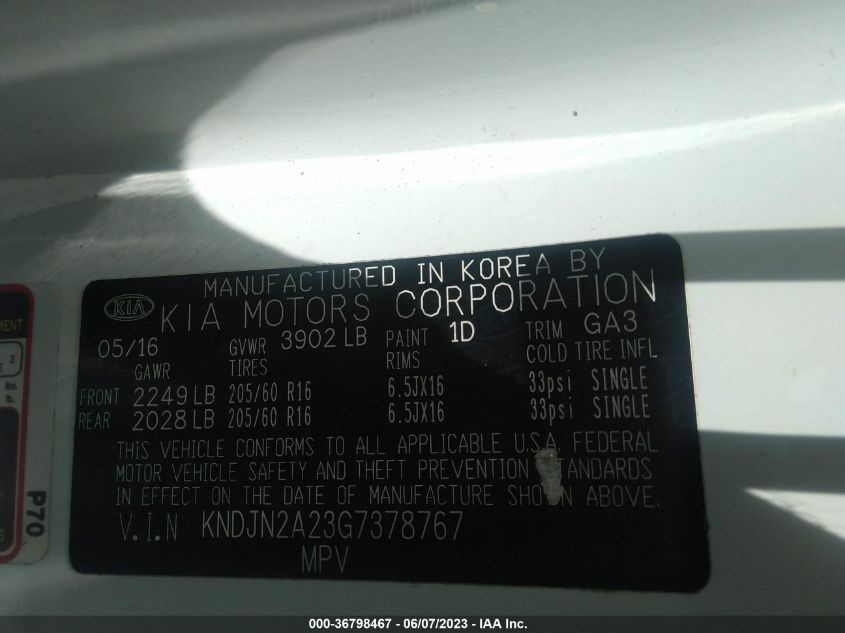 MANUFACTURED IN KOREA BY
KIA KIA MOTORS CORPORATION
05/16 GVWR 3902 LB PAINT 1D TRIM GA3
GAWR TIRES RIMS COLD TIRE INFL
FRONT 2249 LB 205/60 R16 6.5JX16 33psi SINGLE
REAR 2028 LB 205/60 R16 6.5JX16 33psi SINGLE
THIS VEHICLE CONFORMS TO ALL APPLICABLE U.S.A. FEDERAL
MOTOR VEHICLE SAFETY AND THEFT PREVENTION STANDARDS
IN EFFECT ON THE DATE OF MANUFACTURE SHOWN ABOVE.
V.I.N KNDJN2A23G7378767
MPV
3
lbs.
lb.
P70
000-36798467 - 06/07/2023 - IAA Inc.